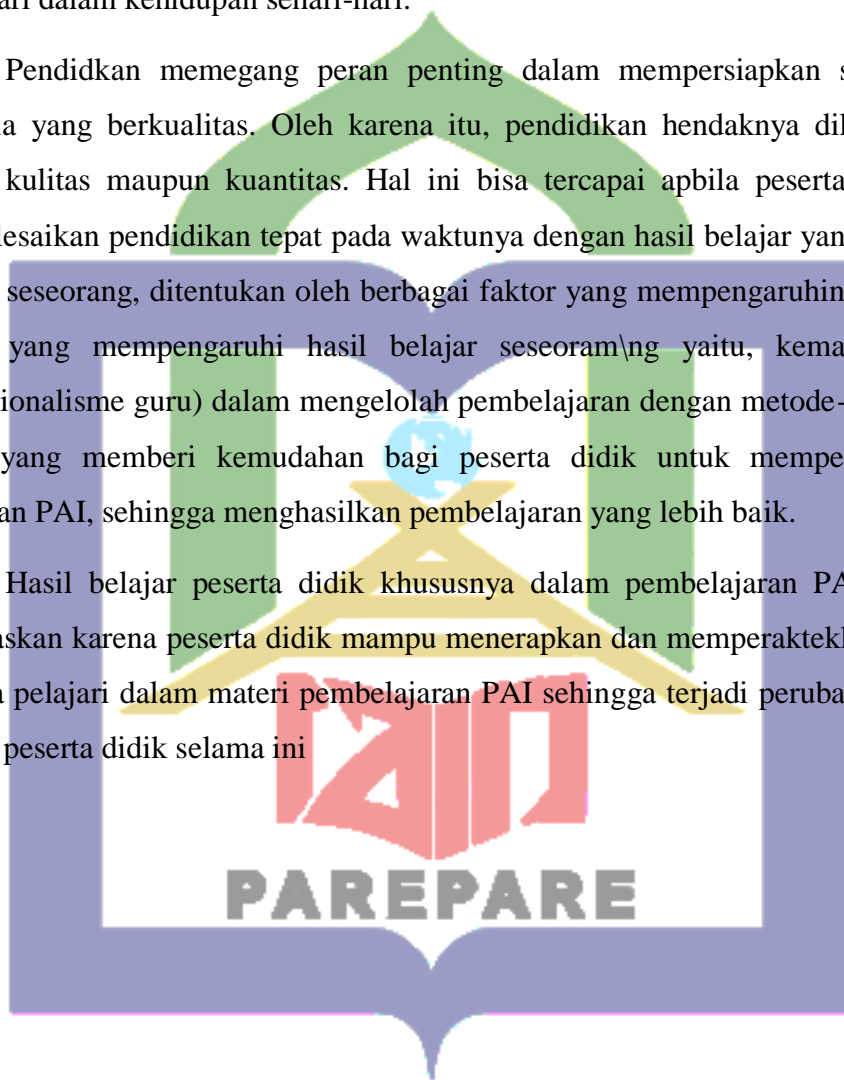 ari dalam kehidupan sehari-hari.
Pendidkan memegang peran penting dalam mempersiapkan s
a yang berkualitas. Oleh karena itu, pendidikan hendaknya dil
kulitas maupun kuantitas. Hal ini bisa tercapai apbila peserta
lesaikan pendidikan tepat pada waktunya dengan hasil belajar yan
seseorang, ditentukan oleh berbagai faktor yang mempengaruhin
yang mempengaruhi hasil belajar seseoram\ng yaitu, kema
ionalisme guru) dalam mengelolah pembelajaran dengan metode-
yang memberi kemudahan bagi peserta didik untuk mempe
an PAI, sehingga menghasilkan pembelajaran yang lebih baik.
Hasil belajar peserta didik khususnya dalam pembelajaran PA
askan karena peserta didik mampu menerapkan dan memperaktekk
a pelajari dalam materi pembelajaran PAI sehingga terjadi peruba
peserta didik selama ini
iain
PAREPARE